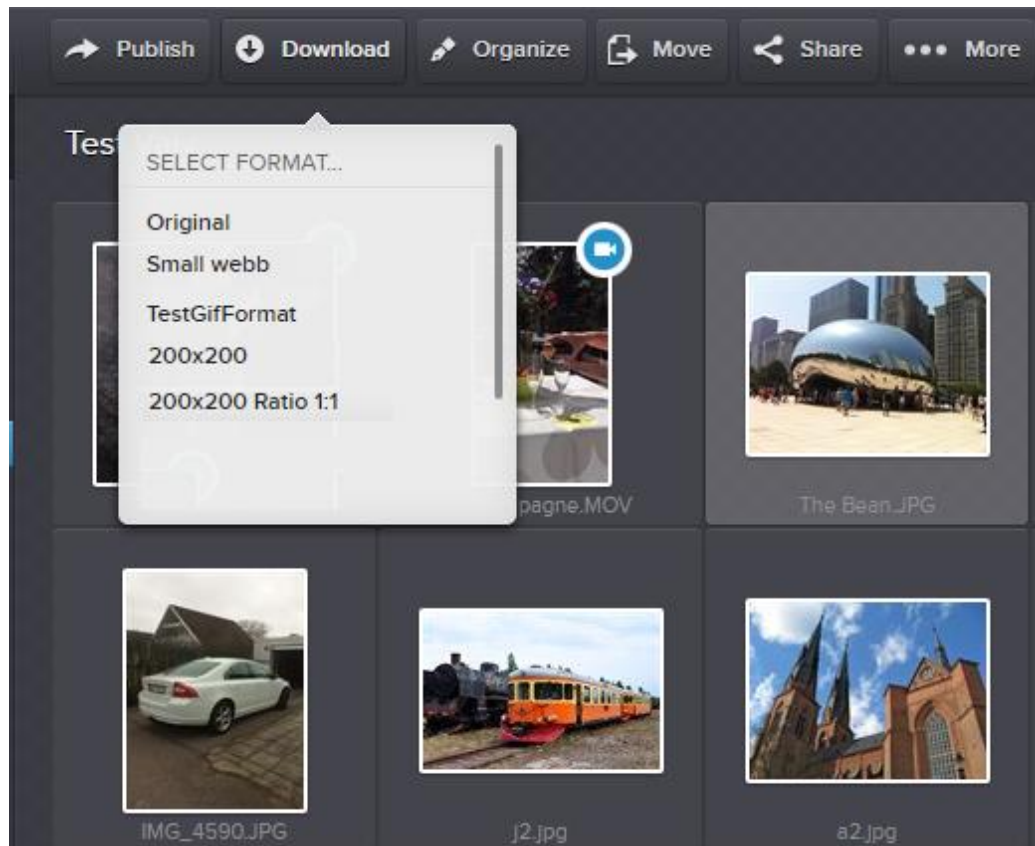 Publish Download Organize Move Share More
Tes
SELECT FORMAT...
Original
Small webb
TestGifFormat
200x200
200x200 Ratio 1:1
pagne.MOV The Bean.JPG
IMG_4590.JPG j2.jpg a2.jpg